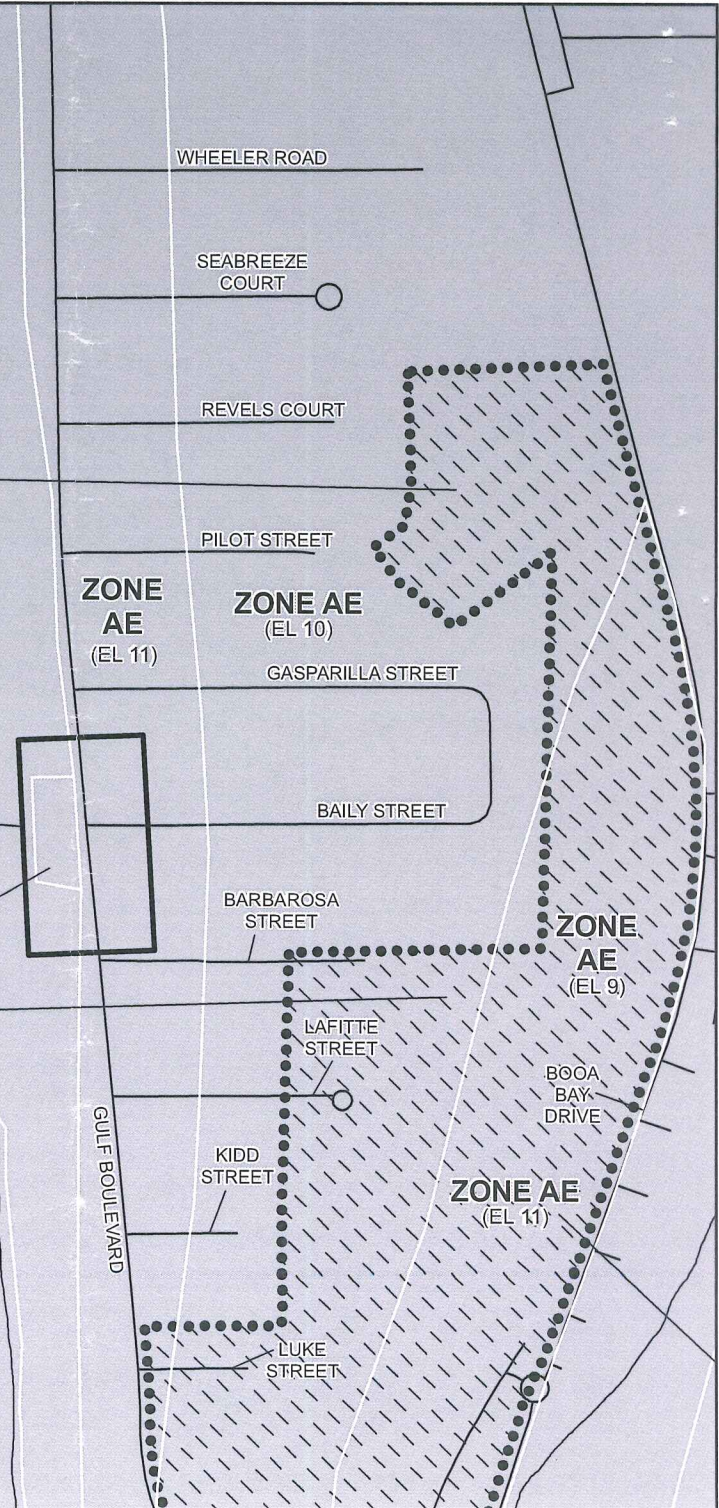 WHEELER ROAD
SEABREEZE
COURT
REVELS COURT
PILOT STREET
ZONE
AE
(EL 11)
ZONE AE
(EL 10)
GASPARILLA STREET
BAILY STREET
BARBAROSA
STREET
ZONE
AE
(EL 9)
LAFITTE
STREET
BOOA
BAY
DRIVE
GULF BOULEVARD
KIDD
STREET
ZONE AE
(EL 11)
LUKE
STREET